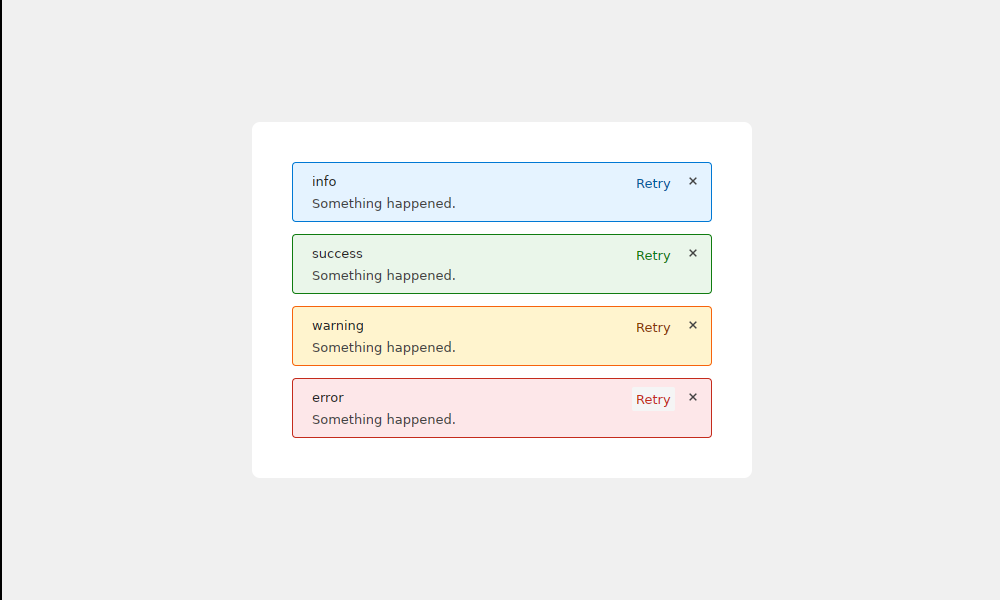 info
Retry ×
Something happened.
success
Retry ×
Something happened.
warning
Retry ×
Something happened.
error
Retry ×
Something happened.